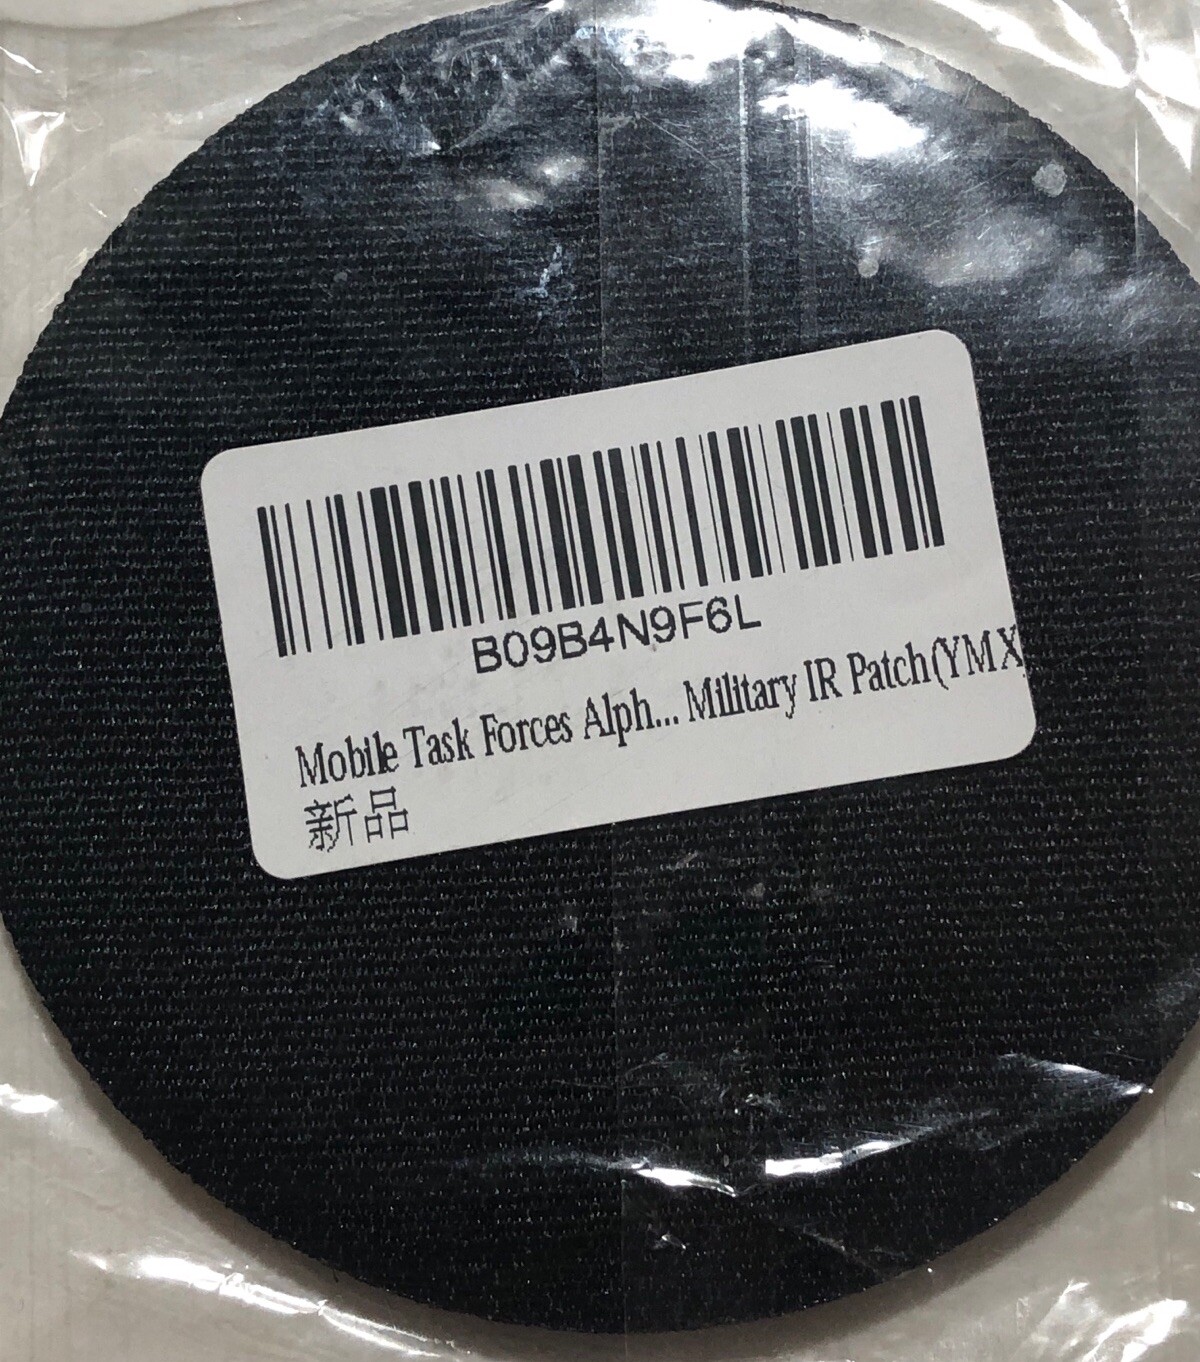 B09B4N9F6L
Mobile Task Forces Alph... Military IR Patch(YMX
新品